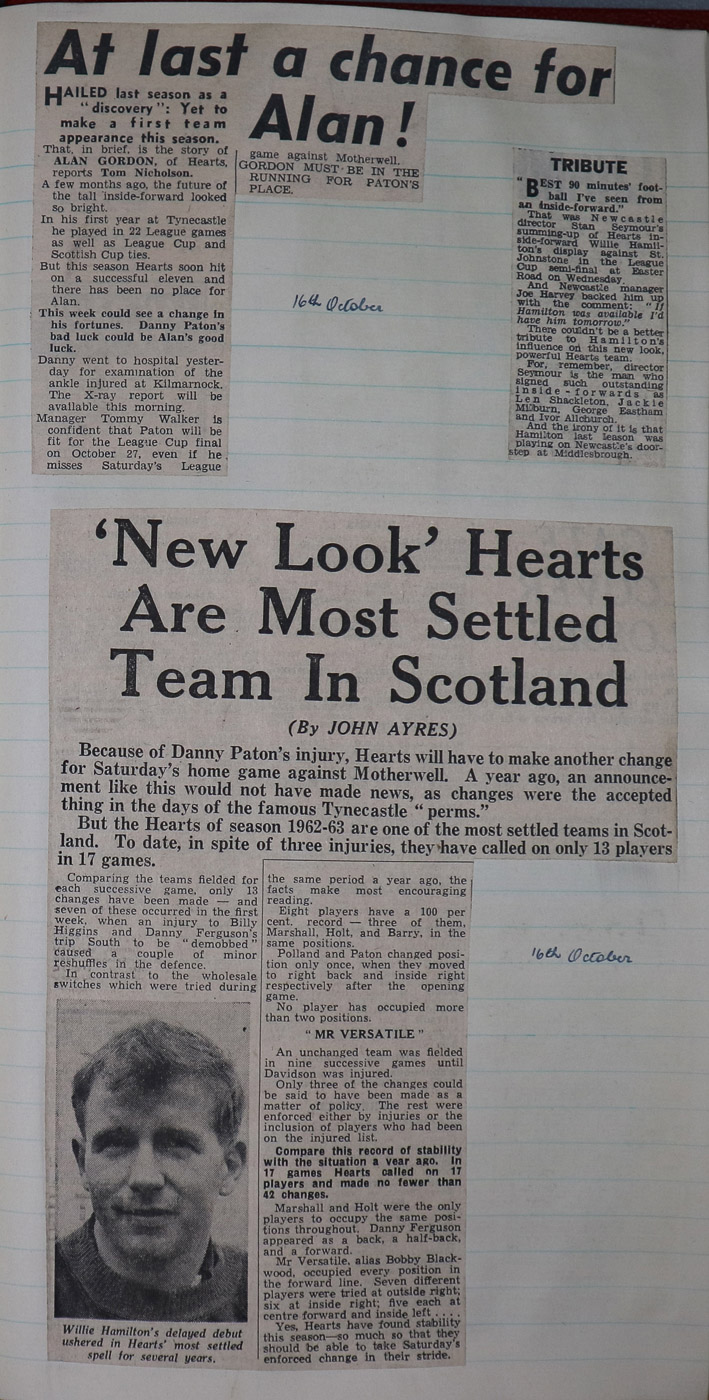 At last a chance for
Alan!
HAILED last season as a
"discovery": Yet to
make a first team
appearance this season.
That, in brief, is the story of
ALAN GORDON, of Hearts,
reports Tom Nicholson.
A few months ago, the future of
the tall inside-forward looked
so bright.
In his first year at Tynecastle
he played in 22 League games
as well as League Cup and
Scottish Cup ties.
But this season Hearts soon hit
on a successful eleven and
there has been no place for
Alan.
This week could see a change in
his fortunes. Danny Paton's
bad luck could be Alan's good
luck.
Danny went to hospital yester-
day for examination of the
ankle injured at Kilmarnock.
The X-ray report will be
available this morning.
Manager Tommy Walker is
confident that Paton will be
fit for the League Cup final
on October 27, even if he
misses Saturday's League
game against Motherwell.
GORDON MUST BE IN THE
RUNNING FOR PATON'S
PLACE.
16th October
TRIBUTE
"BEST 90 minutes' foot-
ball I've seen from
an inside-forward."
That was Newcastle
director Stan Seymour's
summing-up of Hearts in-
side-forward Willie Hamil-
ton's display against St.
Johnstone in the League
Cup semi-final at Easter
Road on Wednesday.
And Newcastle manager
Joe Harvey backed him up
with the comment: "If
Hamilton was available I'd
have him tomorrow."
There couldn't be a better
tribute to Hamilton's
influence on this new look,
powerful Hearts team.
For, remember, director
Seymour is the man who
signed such outstanding
inside-forwards as
Len Shackleton, Jackie
Milburn, George Eastham
and Ivor Allchurch.
And the irony of it is that
Hamilton last season was
playing on Newcastle's door-
step at Middlesbrough.
'New Look' Hearts
Are Most Settled
Team In Scotland
(By JOHN AYRES)
Because of Danny Paton's injury, Hearts will have to make another change
for Saturday's home game against Motherwell. A year ago, an announce-
ment like this would not have made news, as changes were the accepted
thing in the days of the famous Tynecastle "perms."
But the Hearts of season 1962-63 are one of the most settled teams in Scot-
land. To date, in spite of three injuries, they have called on only 13 players
in 17 games.
Comparing the teams fielded for
each successive game, only 13
changes have been made — and
seven of these occurred in the first
week, when an injury to Billy
Higgins and Danny Ferguson's
trip South to be "demobbed"
caused a couple of minor
reshuffles in the defence.
In contrast to the wholesale
switches which were tried during
Willie Hamilton's delayed debut
ushered in Hearts' most settled
spell for several years.
the same period a year ago, the
facts make most encouraging
reading.
Eight players have a 100 per
cent. record — three of them,
Marshall, Holt, and Barry, in the
same positions.
Polland and Paton changed posi-
tion only once, when they moved
to right back and inside right
respectively after the opening
game.
No player has occupied more
than two positions.
"MR VERSATILE"
An unchanged team was fielded
in nine successive games until
Davidson was injured.
Only three of the changes could
be said to have been made as a
matter of policy. The rest were
enforced either by injuries or the
inclusion of players who had been
on the injured list.
Compare this record of stability
with the situation a year ago. In
17 games Hearts called on 17
players and made no fewer than
42 changes.
Marshall and Holt were the only
players to occupy the same posi-
tions throughout. Danny Ferguson
appeared as a back, a half-back,
and a forward.
Mr Versatile, alias Bobby Black-
wood, occupied every position in
the forward line. Seven different
players were tried at outside right;
six at inside right; five each at
centre forward and inside left . . . .
Yes, Hearts have found stability
this season—so much so that they
should be able to take Saturday's
enforced change in their stride.
16th October